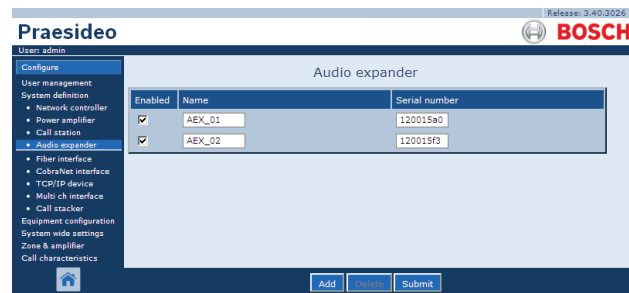 Release: 3.40.3026
Praesideo
BOSCH
User: admin
Configure
User management
System definition
• Network controller
• Power amplifier
• Call station
• Audio expander
• Fiber interface
• CobraNet interface
• TCP/IP device
• Multi ch interface
• Call stacker
Equipment configuration
System wide settings
Zone & amplifier
Call characteristics
Audio expander
Enabled Name Serial number
AEX_01 120015a0
AEX_02 120015f3
Add Delete Submit